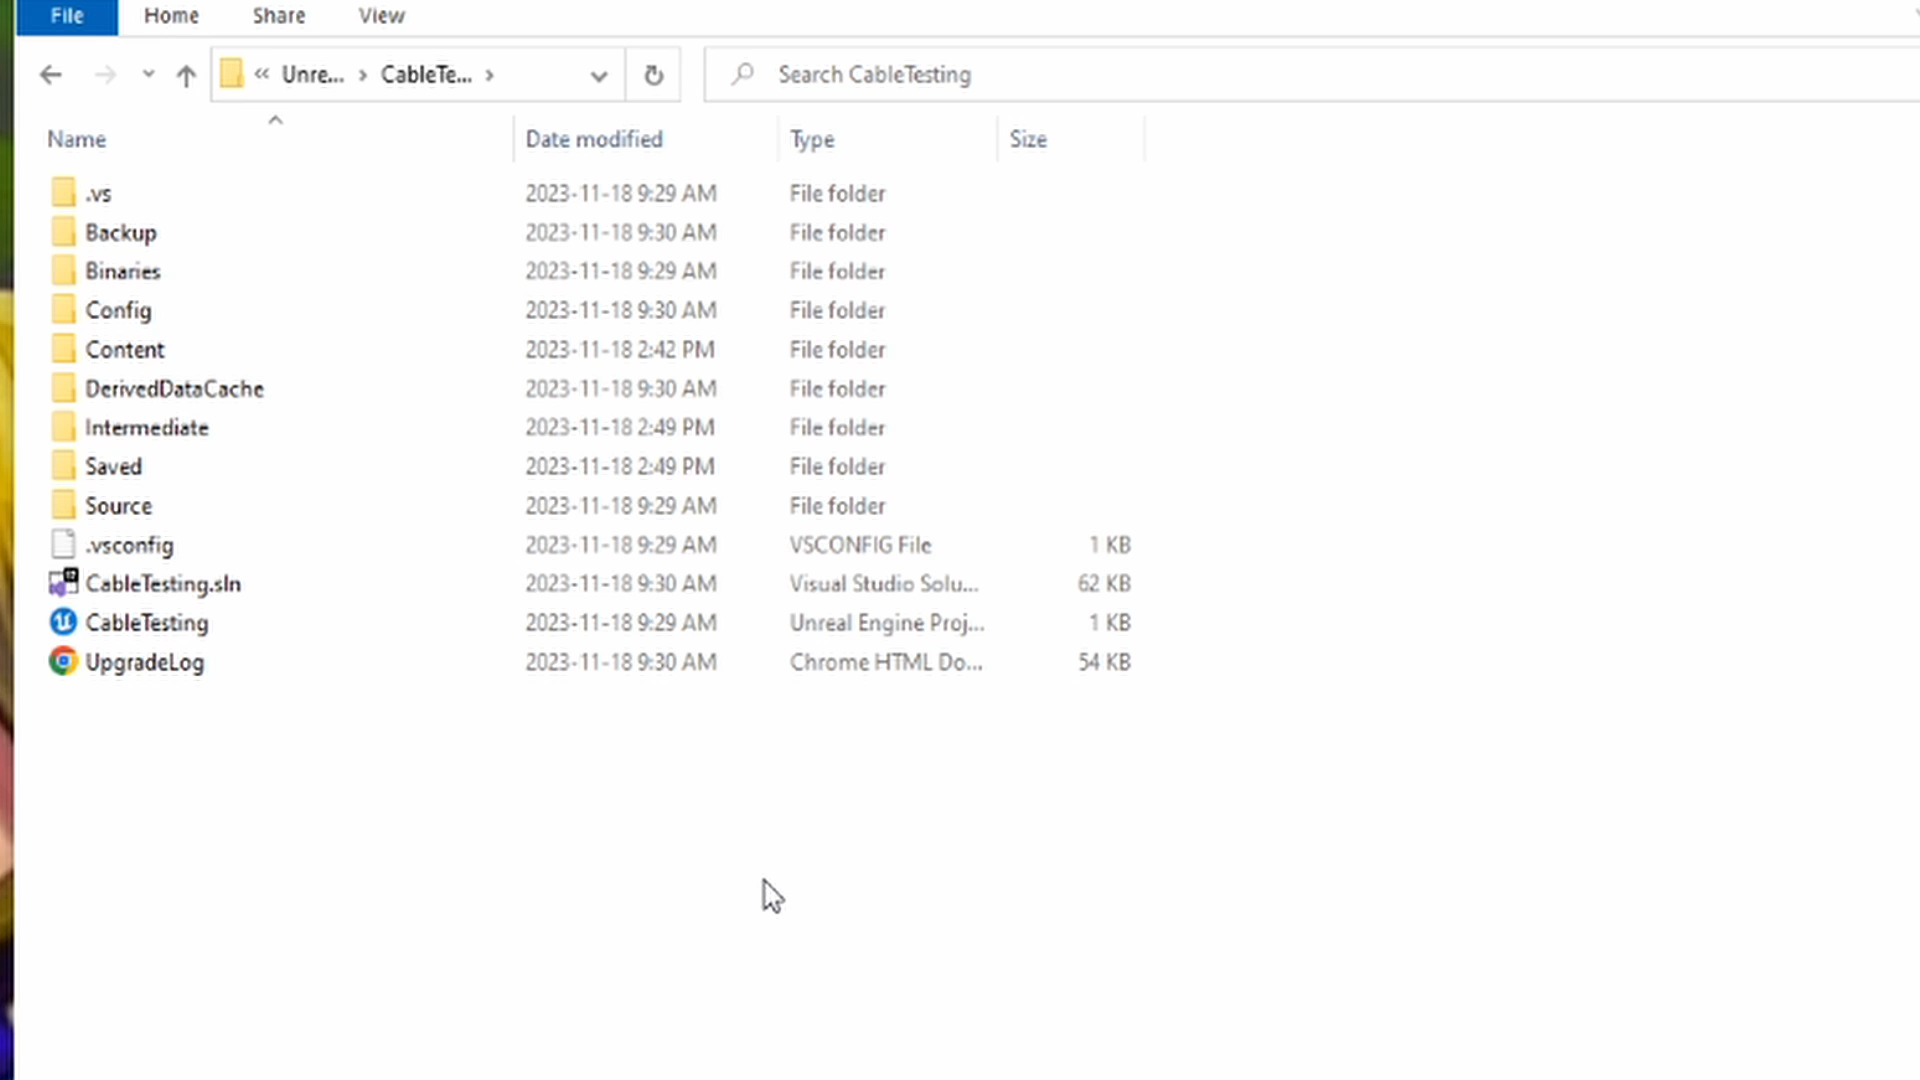 File Home Share View
« Unre... › CableTe... › Search CableTesting
Name Date modified Type Size
.vs 2023-11-18 9:29 AM File folder
Backup 2023-11-18 9:30 AM File folder
Binaries 2023-11-18 9:29 AM File folder
Config 2023-11-18 9:30 AM File folder
Content 2023-11-18 2:42 PM File folder
DerivedDataCache 2023-11-18 9:30 AM File folder
Intermediate 2023-11-18 2:49 PM File folder
Saved 2023-11-18 2:49 PM File folder
Source 2023-11-18 9:29 AM File folder
.vsconfig 2023-11-18 9:29 AM VSCONFIG File 1 KB
CableTesting.sln 2023-11-18 9:30 AM Visual Studio Solu... 62 KB
CableTesting 2023-11-18 9:29 AM Unreal Engine Proj... 1 KB
UpgradeLog 2023-11-18 9:30 AM Chrome HTML Do... 54 KB